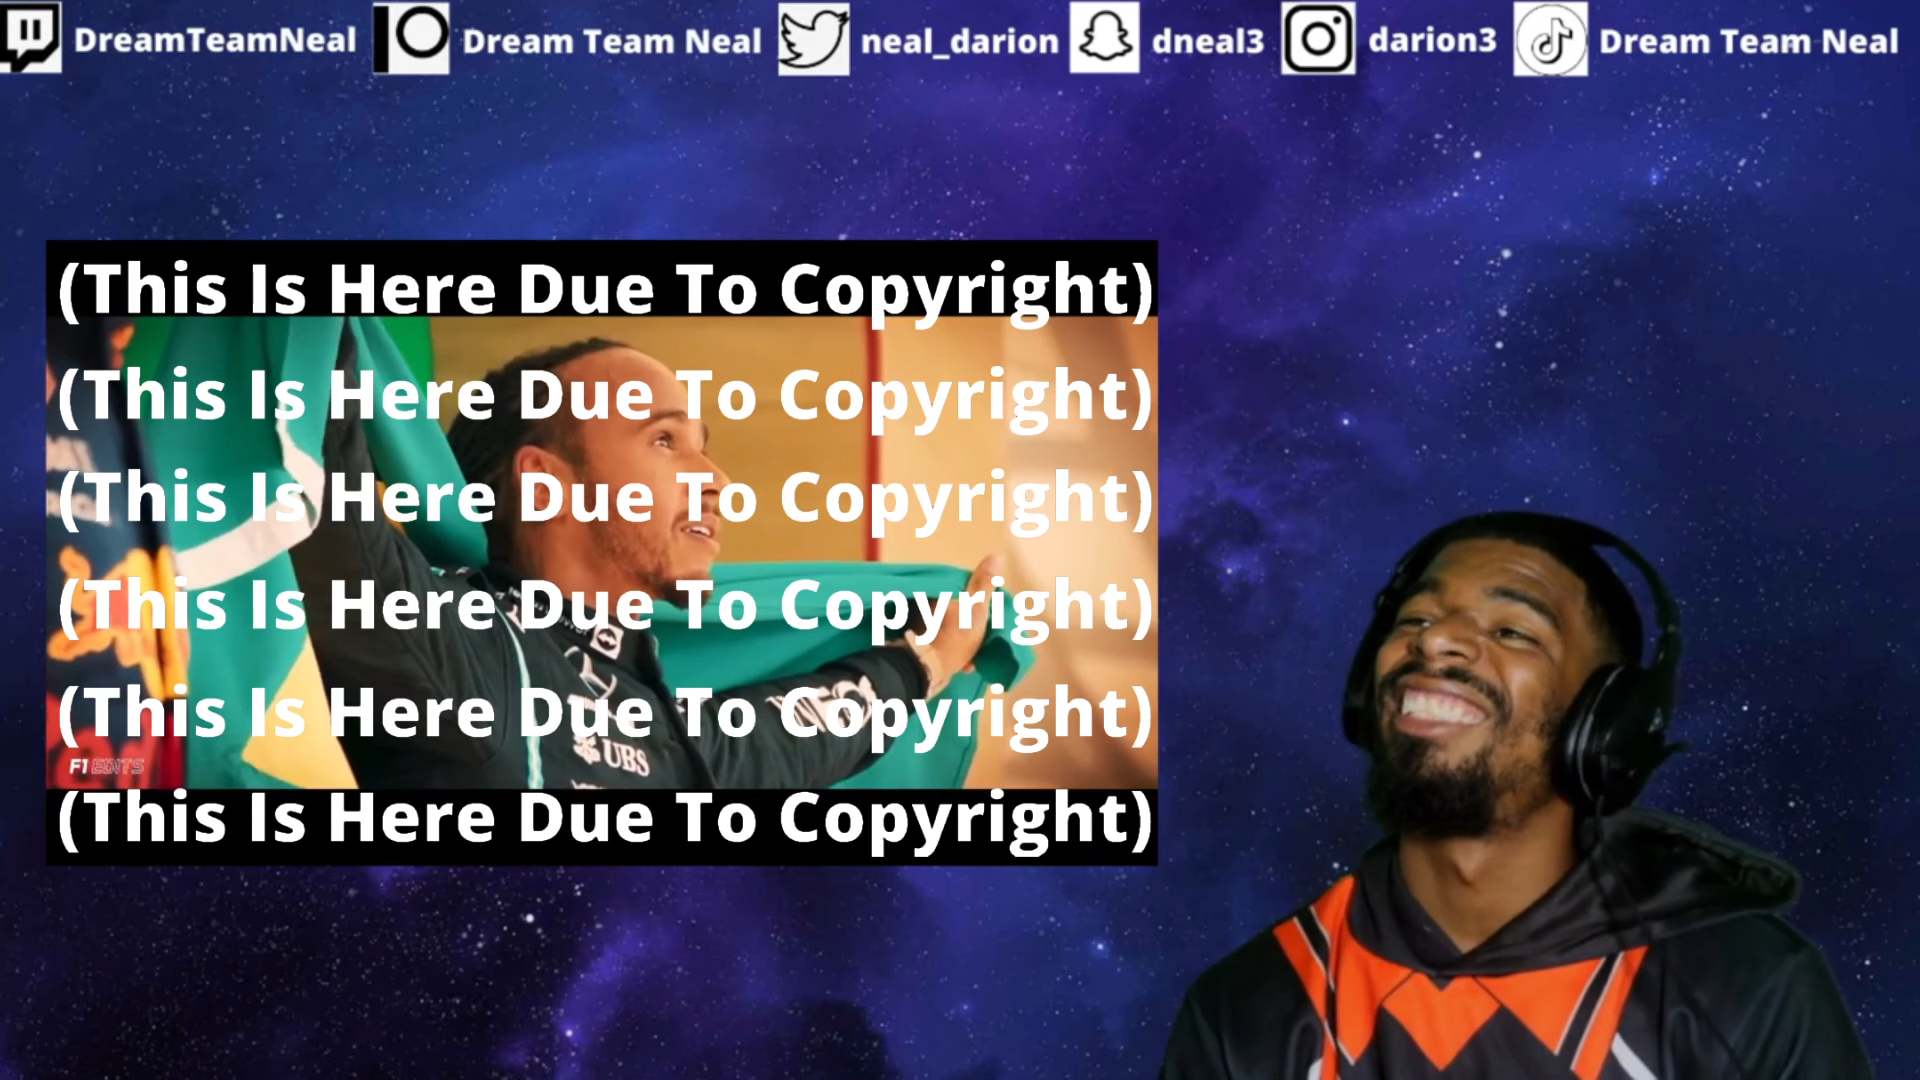 DreamTeamNeal Dream Team Neal neal_darion dneal3 darion3 Dream Team Neal
(This Is Here Due To Copyright)
(This Is Here Due To Copyright)
(This Is Here Due To Copyright)
(This Is Here Due To Copyright)
(This Is Here Due To Copyright)
UBS
F1 EDITS
(This Is Here Due To Copyright)